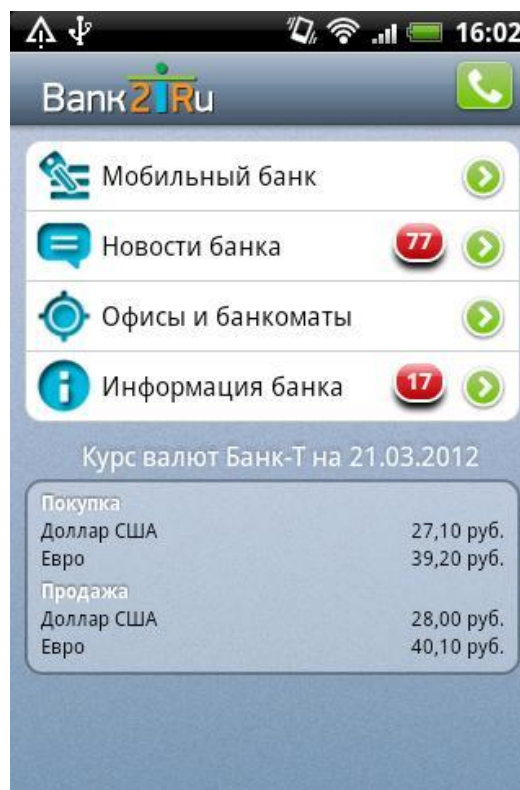 16:02
Banк2TRu
Мобильный банк
Новости банка 77
Офисы и банкоматы
Информация банка 17
Курс валют Банк-Т на 21.03.2012
Покупка
Доллар США 27,10 руб.
Евро 39,20 руб.
Продажа
Доллар США 28,00 руб.
Евро 40,10 руб.